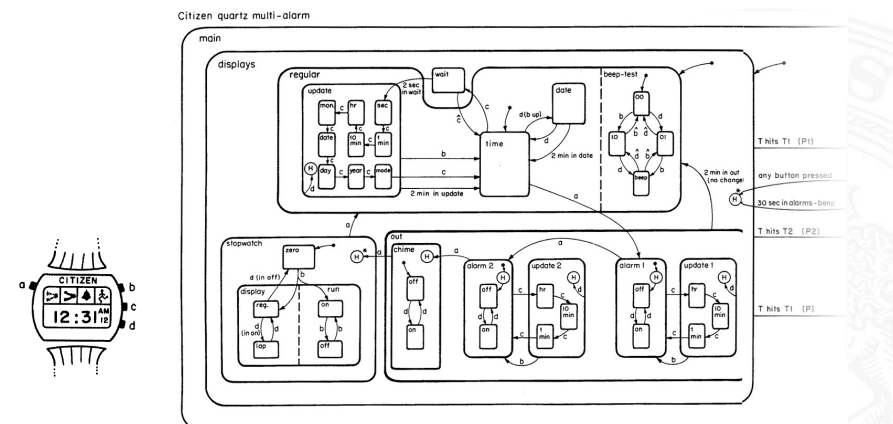 Citizen quartz multi-alarm
main
displays
regular
wait
beep-test
update
2 sec
in wait
c
ĉ
date
00
mon
hr
sec
d(b up)
d
b
d
c
c
c
c
time
10
01
date
10
min
1
min
b̂
d̂
d̂
b̂
T hits T1 (P1)
c
b
2 min in date
d
b
H
day
year
mode
c
beep
2 min in out
(no change)
any button pressed
d
c
c
2 min in update
H*
30 sec in alarms-beep
a
a
stopwatch
out
T hits T2 (P2)
zero
H*
a
chime
H
a
a
d (in off)
b
alarm 2
H
update 2
H
alarm 1
H
update 1
H
display
run
off
off
c
hr
d
off
c
hr
d
a
CITIZEN
b
reg.
on
d
d
d
d
c
10
min
d
d
c
10
min
T hits T1 (P)
12:31
AM
12
c
(in on)
d
d
b
b
on
on
c
1
min
c
on
c
1
min
c
d
lap
off
b
b